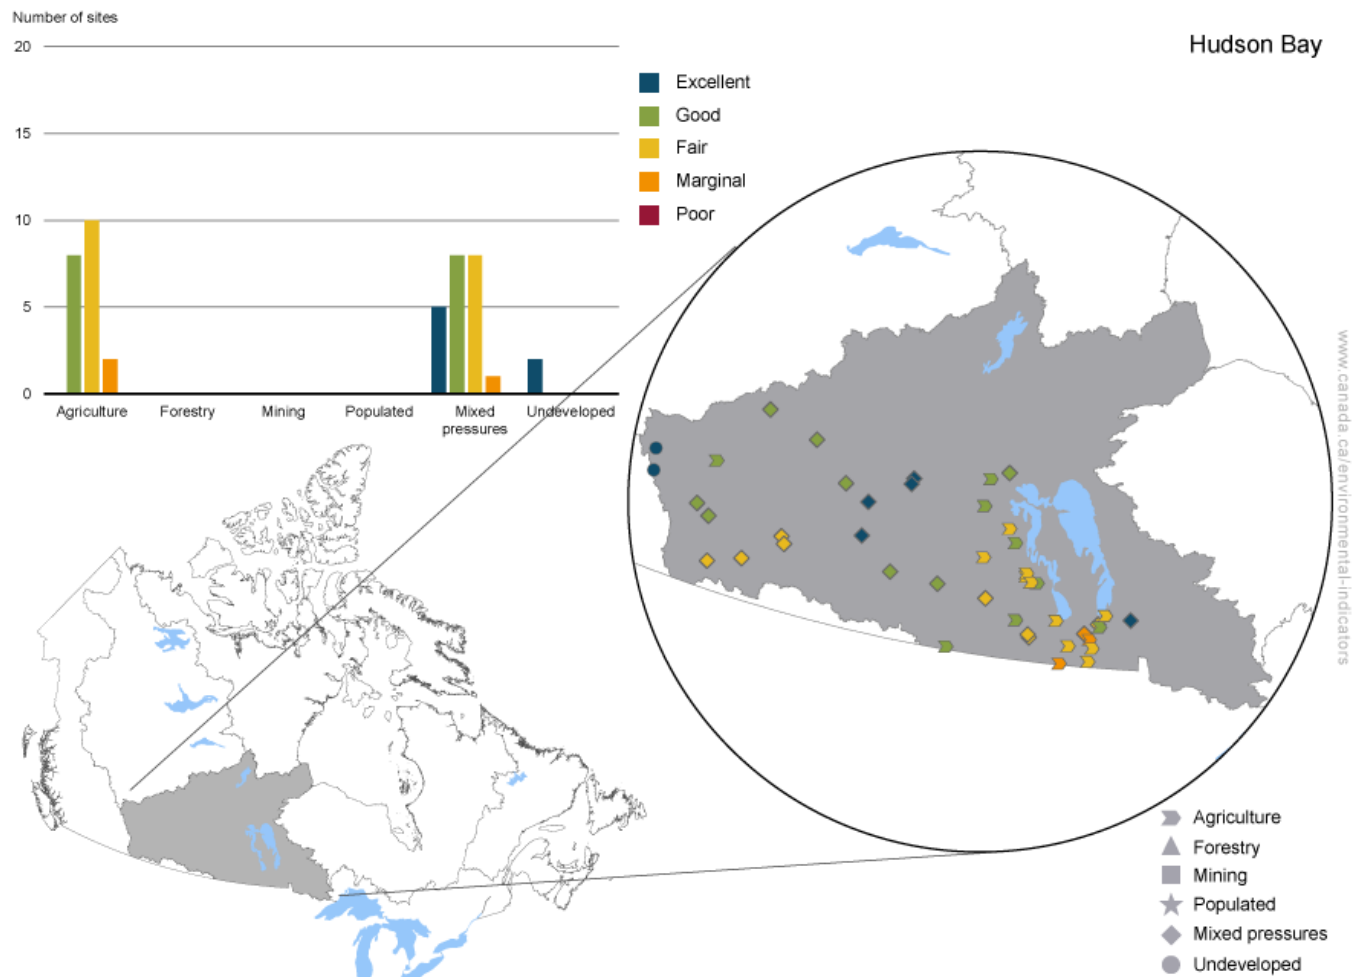 Number of sites
20
15
10
5
0
Agriculture
Forestry
Mining
Populated
Mixed
pressures
Undeveloped
Excellent
Good
Fair
Marginal
Poor
Hudson Bay
www.canada.ca/environmental-indicators
Agriculture
Forestry
Mining
Populated
Mixed pressures
Undeveloped